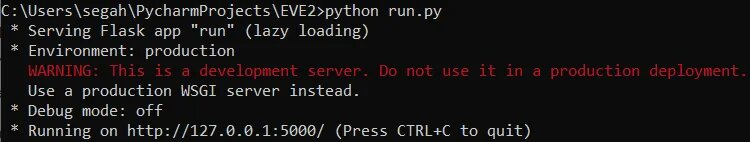 C:\Users\segah\PycharmProjects\EVE2>python run.py
* Serving Flask app "run" (lazy loading)
* Environment: production
WARNING: This is a development server. Do not use it in a production deployment.
Use a production WSGI server instead.
* Debug mode: off
* Running on http://127.0.0.1:5000/ (Press CTRL+C to quit)